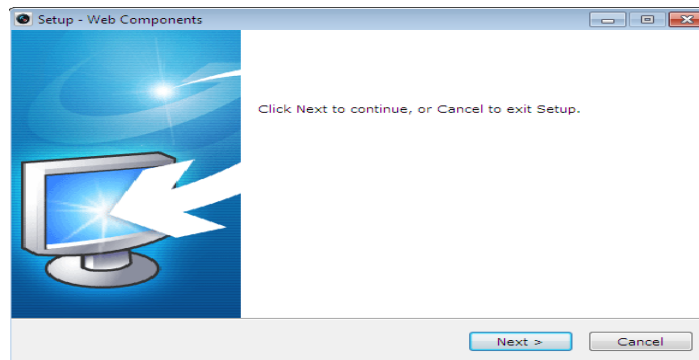 Setup - Web Components
Click Next to continue, or Cancel to exit Setup.
Next >
Cancel